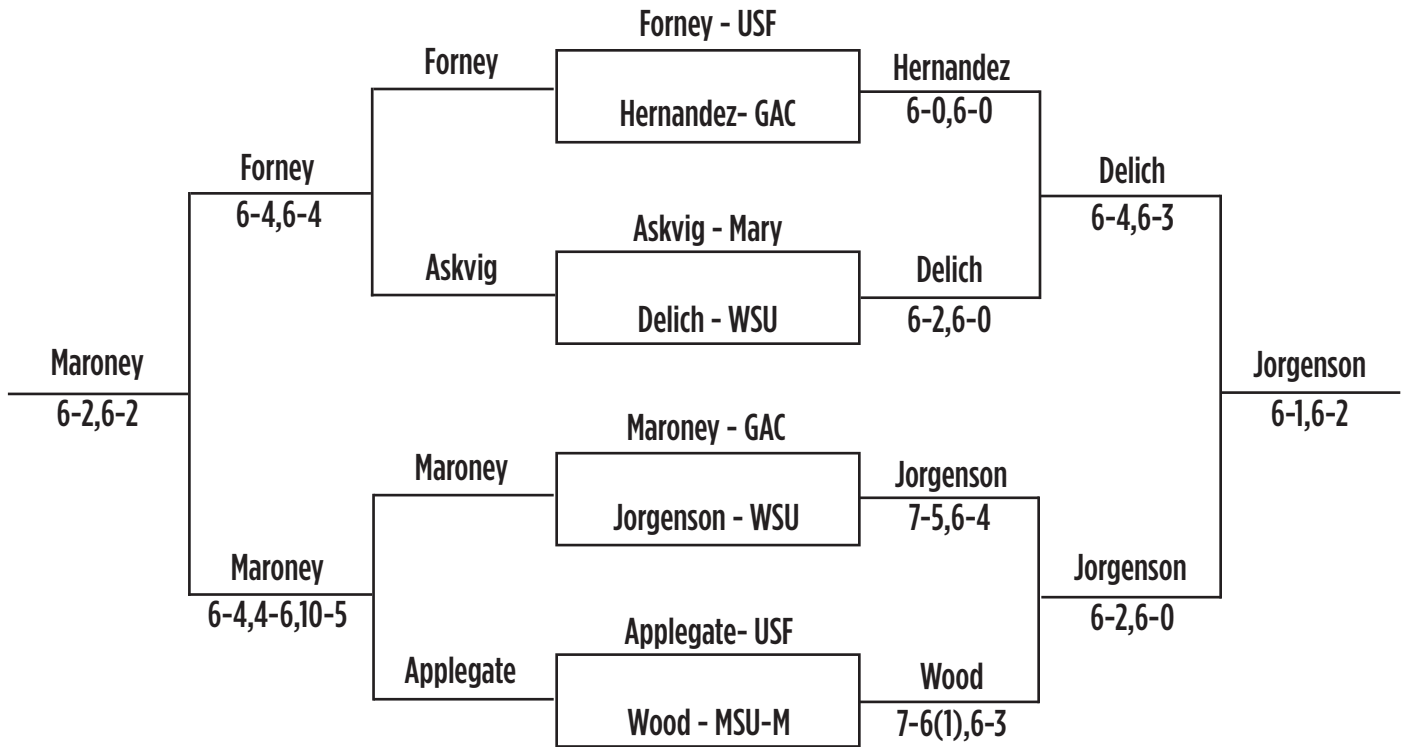 Forney - USF
Forney
Hernandez
Hernandez- GAC
6-0,6-0
Forney
6-4,6-4
Delich
6-4,6-3
Askvig - Mary
Askvig
Delich
Delich - WSU
6-2,6-0
Maroney
6-2,6-2
Jorgenson
6-1,6-2
Maroney - GAC
Maroney
Jorgenson
Jorgenson - WSU
7-5,6-4
Maroney
6-4,4-6,10-5
Jorgenson
6-2,6-0
Applegate- USF
Applegate
Wood
Wood - MSU-M
7-6(1),6-3